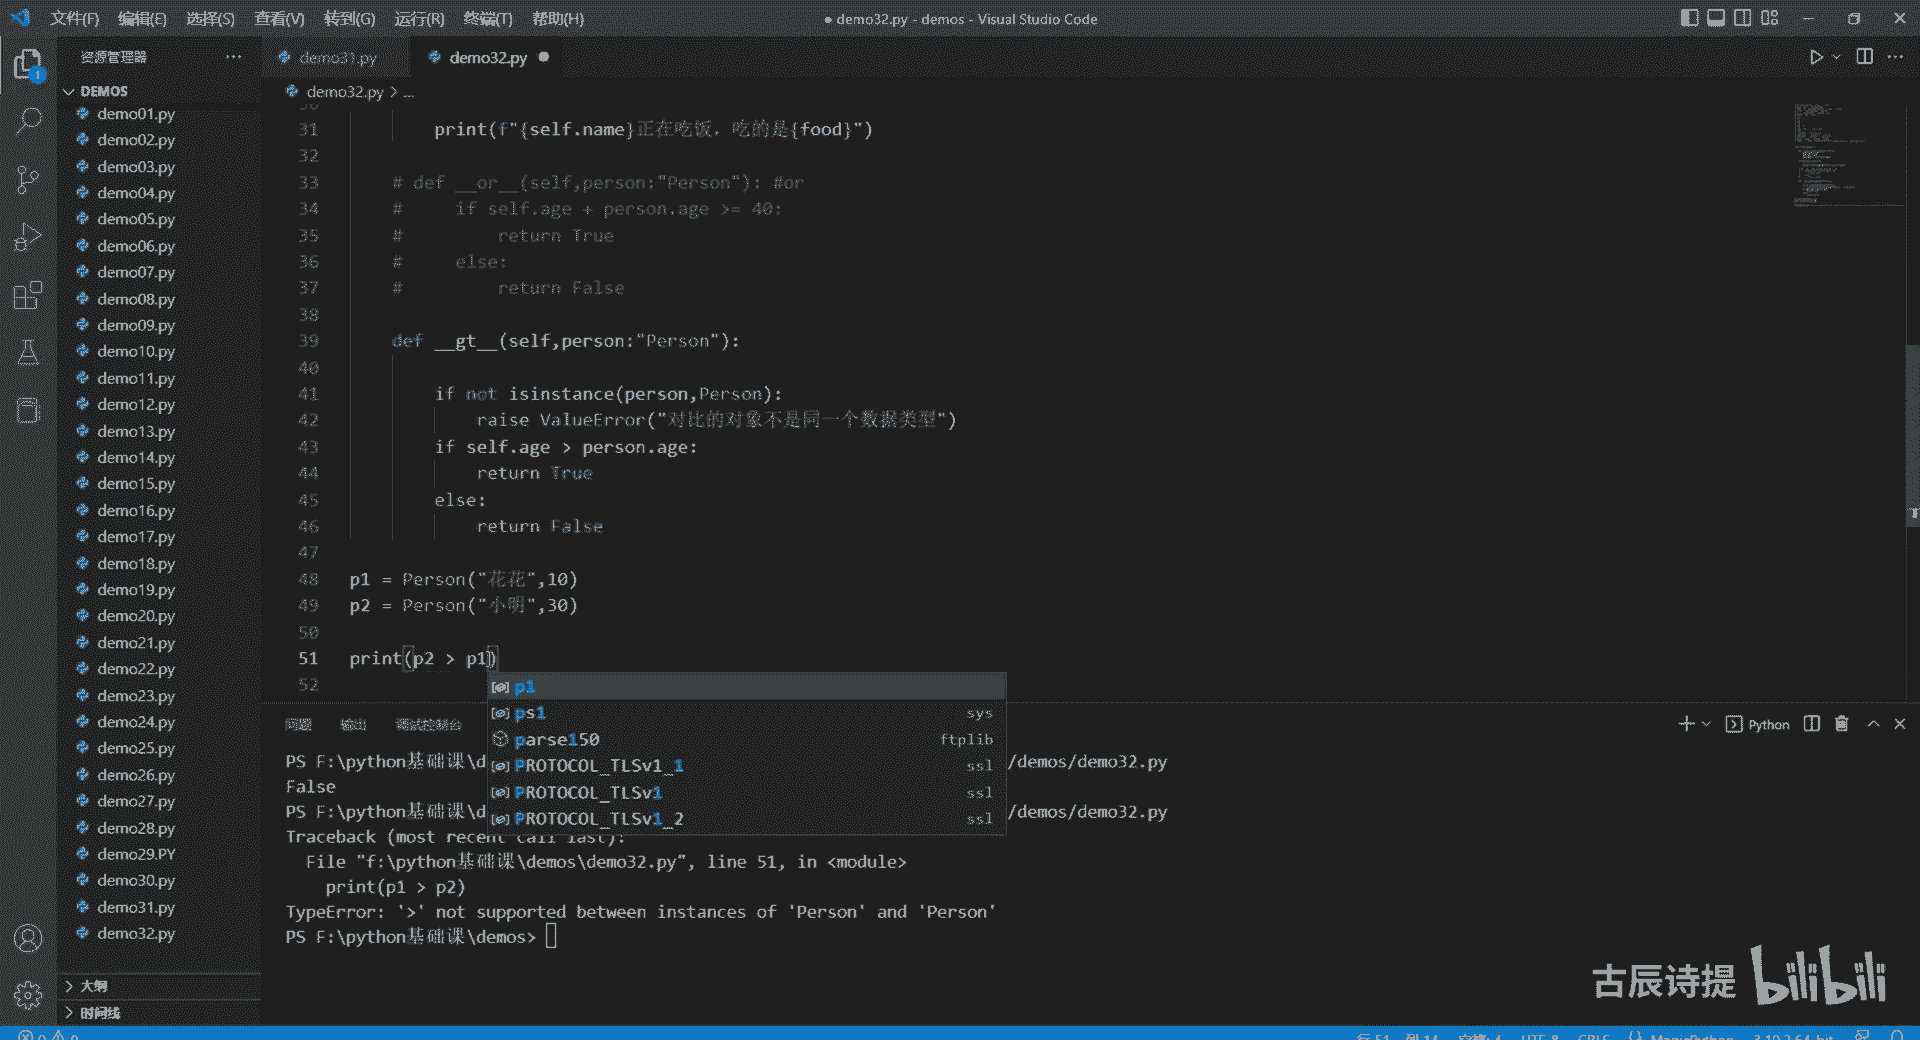 文件(F) 编辑(E) 选择(S) 查看(V) 转到(G) 运行(R) 终端(T) 帮助(H)
● demo32.py - demos - Visual Studio Code
资源管理器
demo31.py
demo32.py ●
DEMOS
demo32.py > ...
demo01.py
demo02.py
demo03.py
demo04.py
demo05.py
demo06.py
demo07.py
demo08.py
demo09.py
demo10.py
demo11.py
demo12.py
demo13.py
demo14.py
demo15.py
demo16.py
demo17.py
demo18.py
demo19.py
demo20.py
demo21.py
demo22.py
demo23.py
demo24.py
demo25.py
demo26.py
demo27.py
demo28.py
demo29.PY
demo30.py
demo31.py
demo32.py
大纲
时间线
31 print(f"{self.name}正在吃饭，吃的是{food}")
32
33 # def __or__(self,person:"Person"): #or
34 #     if self.age + person.age >= 40:
35 #         return True
36 #     else:
37 #         return False
38
39 def __gt__(self,person:"Person"):
40
41 if not isinstance(person,Person):
42 raise ValueError("对比的对象不是同一个数据类型")
43 if self.age > person.age:
44 return True
45 else:
46 return False
47
48 p1 = Person("花花",10)
49 p2 = Person("小明",30)
50
51 print(p2 > p1)
52
p1
ps1 sys
parse150 ftplib
PROTOCOL_TLSv1_1 ssl
PROTOCOL_TLSv1 ssl
PROTOCOL_TLSv1_2 ssl
问题 输出 调试控制台
Python
PS F:\python基础课\d /demos/demo32.py
False
PS F:\python基础课\d /demos/demo32.py
Traceback (most recent call last):
File "f:\python基础课\demos\demo32.py", line 51, in <module>
print(p1 > p2)
TypeError: '>' not supported between instances of 'Person' and 'Person'
PS F:\python基础课\demos>
古辰诗提 bilibili